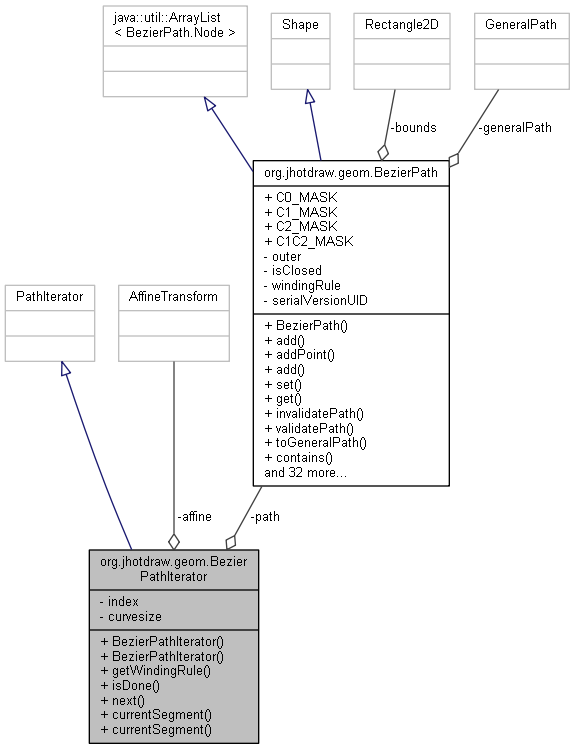 java::util::ArrayList
< BezierPath.Node >
Shape
Rectangle2D
GeneralPath
-bounds
-generalPath
org.jhotdraw.geom.BezierPath
+ C0_MASK
+ C1_MASK
+ C2_MASK
+ C1C2_MASK
- outer
- isClosed
- windingRule
- serialVersionUID
+ BezierPath()
+ add()
+ addPoint()
+ add()
+ set()
+ get()
+ invalidatePath()
+ validatePath()
+ toGeneralPath()
+ contains()
and 32 more...
PathIterator
AffineTransform
-affine
-path
org.jhotdraw.geom.Bezier
PathIterator
- index
- curvesize
+ BezierPathIterator()
+ BezierPathIterator()
+ getWindingRule()
+ isDone()
+ next()
+ currentSegment()
+ currentSegment()